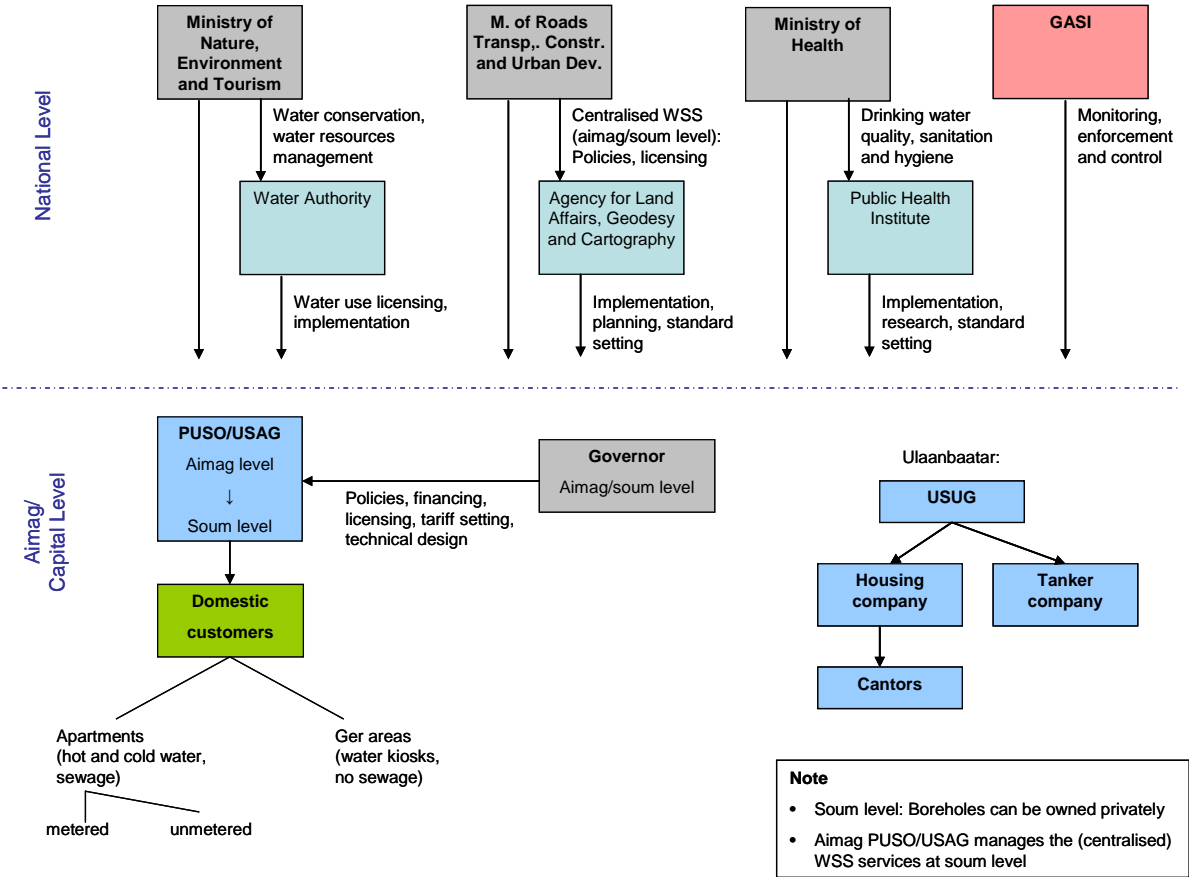 National Level
Ministry of
Nature,
Environment
and Tourism
Water conservation,
water resources
management
Water Authority
Water use licensing,
implementation
M. of Roads
Transp,. Constr.
and Urban Dev.
Centralised WSS
(aimag/soum level):
Policies, licensing
Agency for Land
Affairs, Geodesy
and Cartography
Implementation,
planning, standard
setting
Ministry of
Health
Drinking water
quality, sanitation
and hygiene
Public Health
Institute
Implementation,
research, standard
setting
GASI
Monitoring,
enforcement
and control
Aimag/
Capital Level
PUSO/USAG
Aimag level
↓
Soum level
Policies, financing,
licensing, tariff setting,
technical design
Governor
Aimag/soum level
Domestic
customers
Apartments
(hot and cold water,
sewage)
Ger areas
(water kiosks,
no sewage)
metered
unmetered
Ulaanbaatar:
USUG
Housing
company
Tanker
company
Cantors
Note
• Soum level: Boreholes can be owned privately
• Aimag PUSO/USAG manages the (centralised)
WSS services at soum level